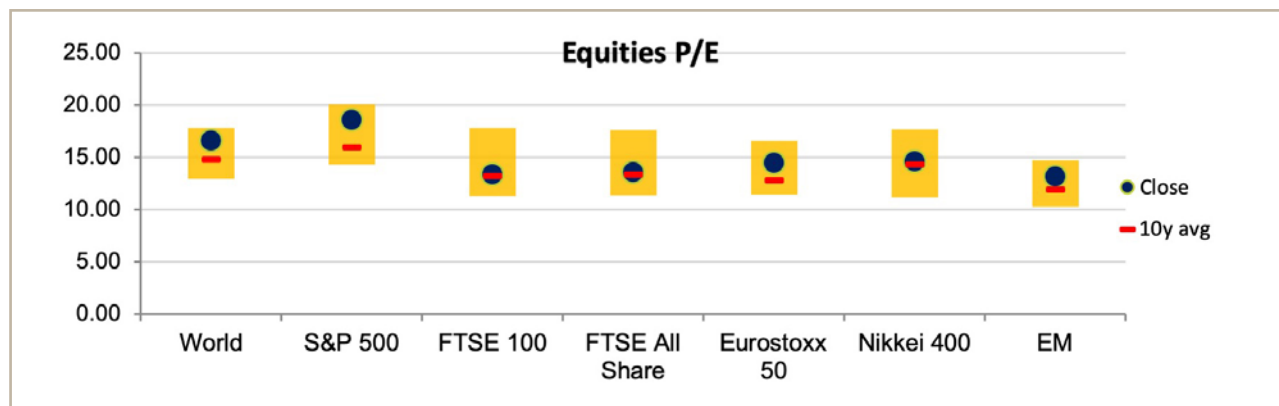 Equities P/E
25.00
20.00
15.00
10.00
5.00
0.00
World
S&P 500
FTSE 100
FTSE All
Share
Eurostoxx
50
Nikkei 400
EM
Close
10y avg